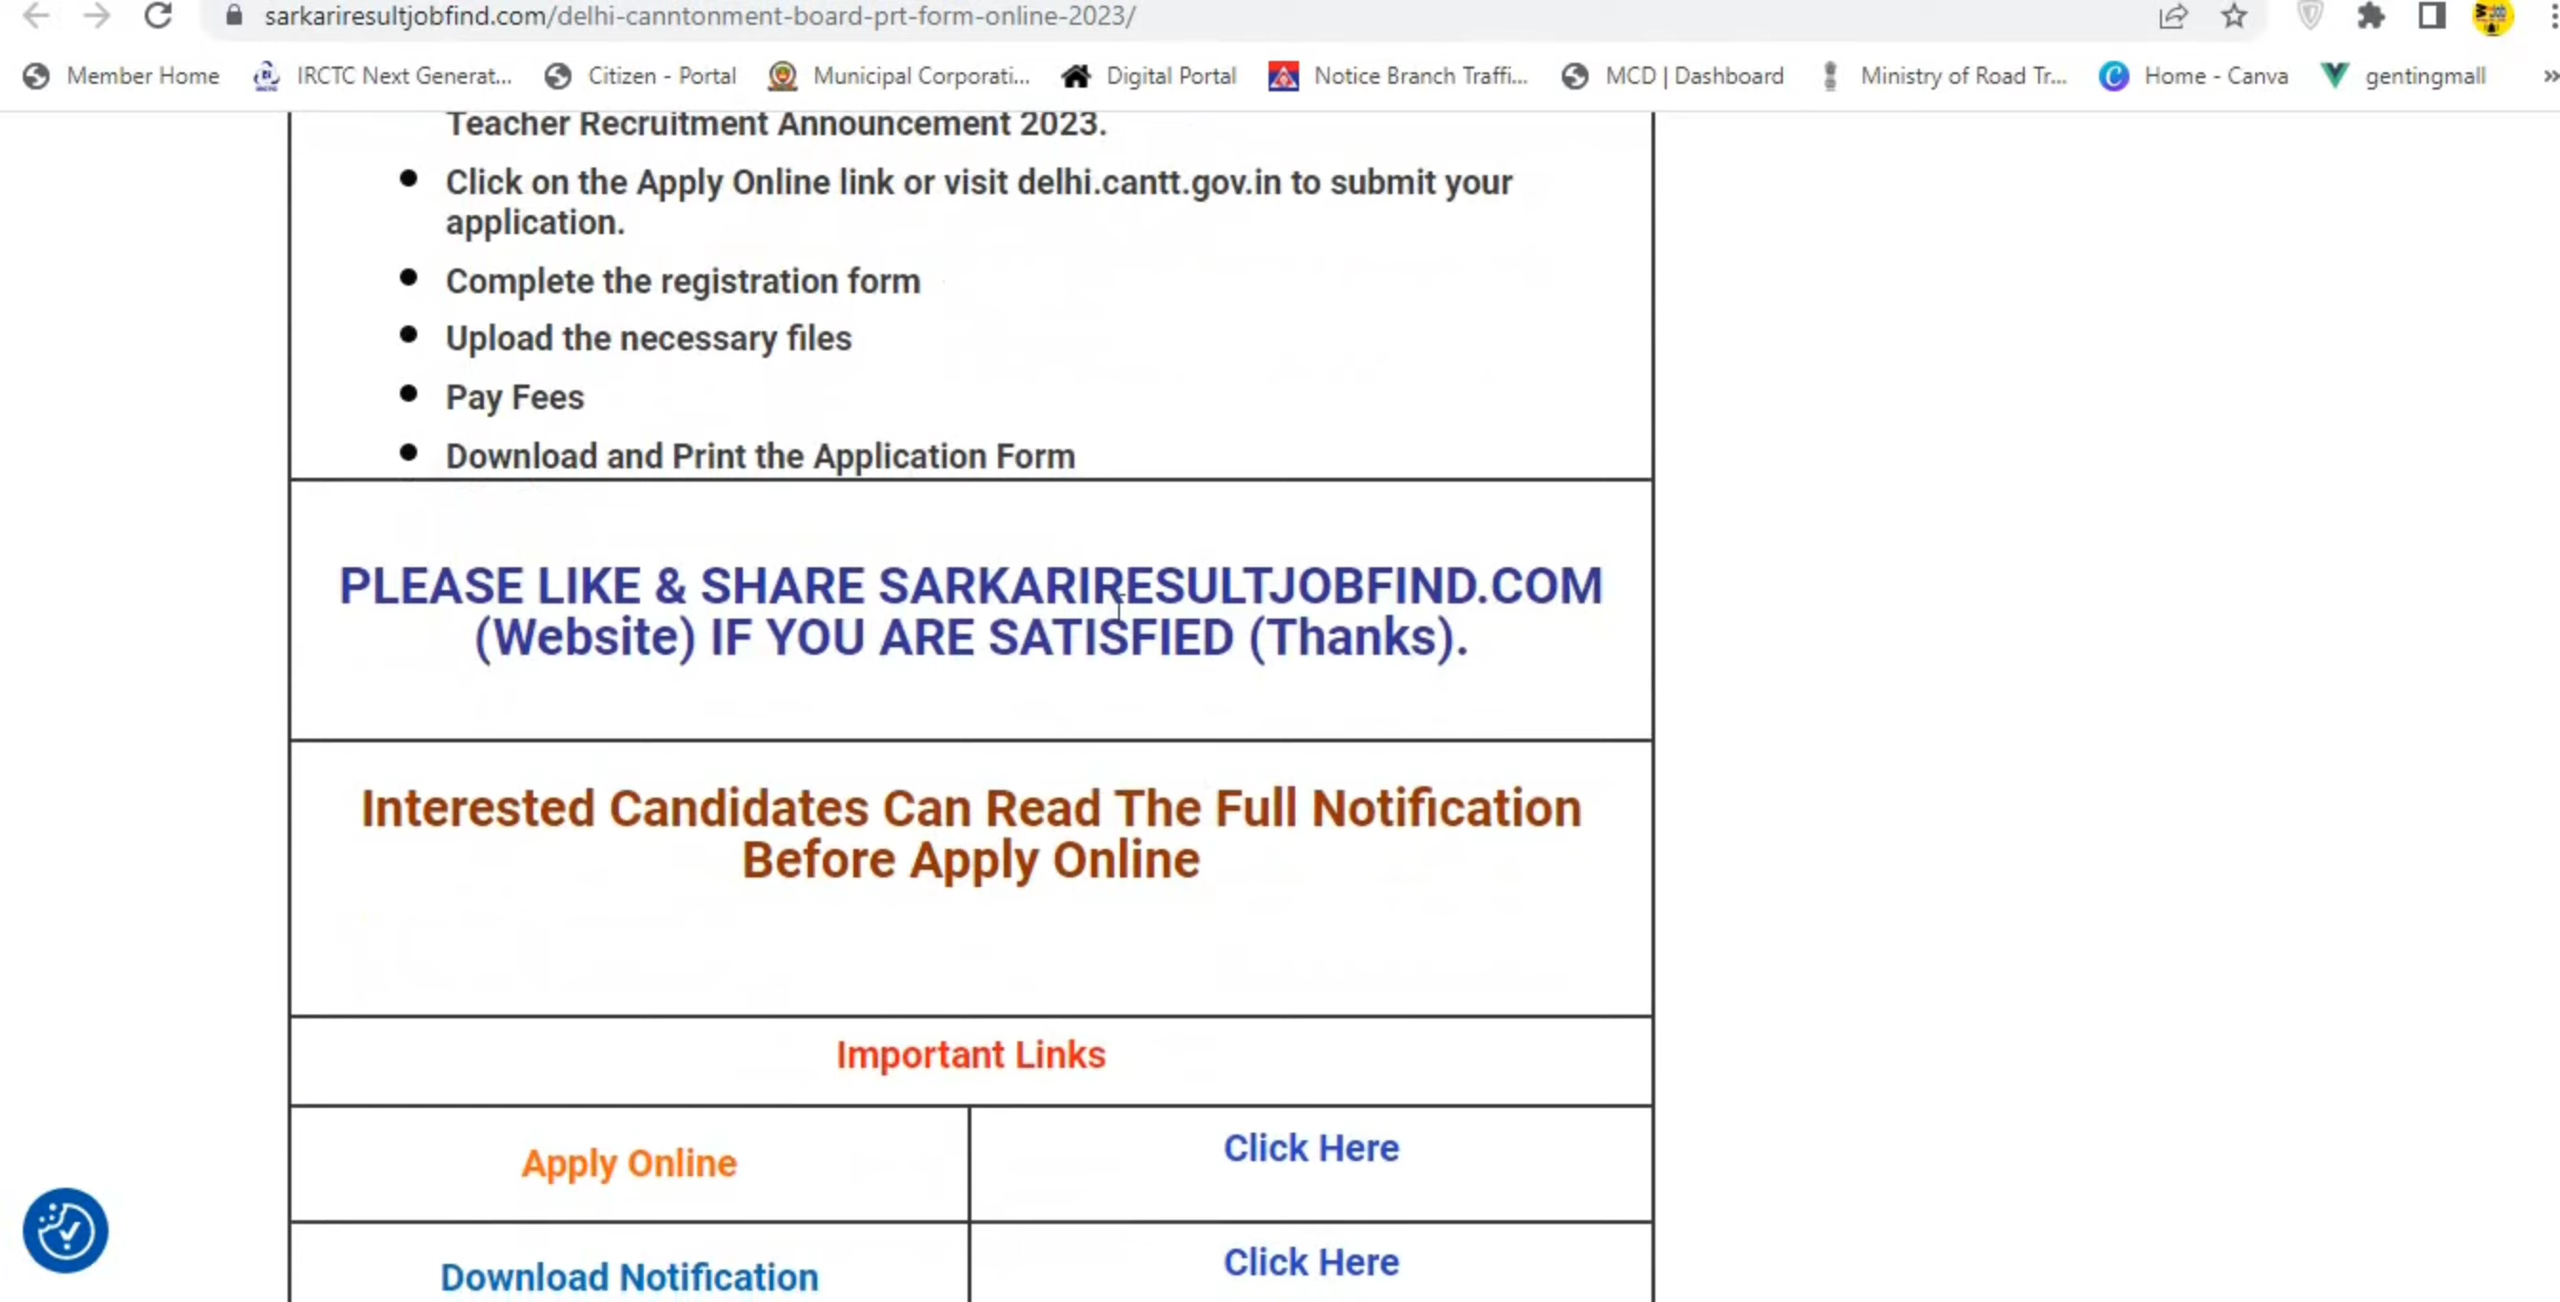 sarkariresultjobfind.com/delhi-canntonment-board-prt-form-online-2023/
Member Home IRCTC Next Generat... Citizen - Portal Municipal Corporati... Digital Portal Notice Branch Traffi... MCD | Dashboard Ministry of Road Tr... Home - Canva gentingmall »
Teacher Recruitment Announcement 2023.
Click on the Apply Online link or visit delhi.cantt.gov.in to submit your
application.
Complete the registration form
Upload the necessary files
Pay Fees
Download and Print the Application Form
PLEASE LIKE & SHARE SARKARIRESULTJOBFIND.COM
(Website) IF YOU ARE SATISFIED (Thanks).
Interested Candidates Can Read The Full Notification
Before Apply Online
Important Links
Apply Online Click Here
Download Notification Click Here